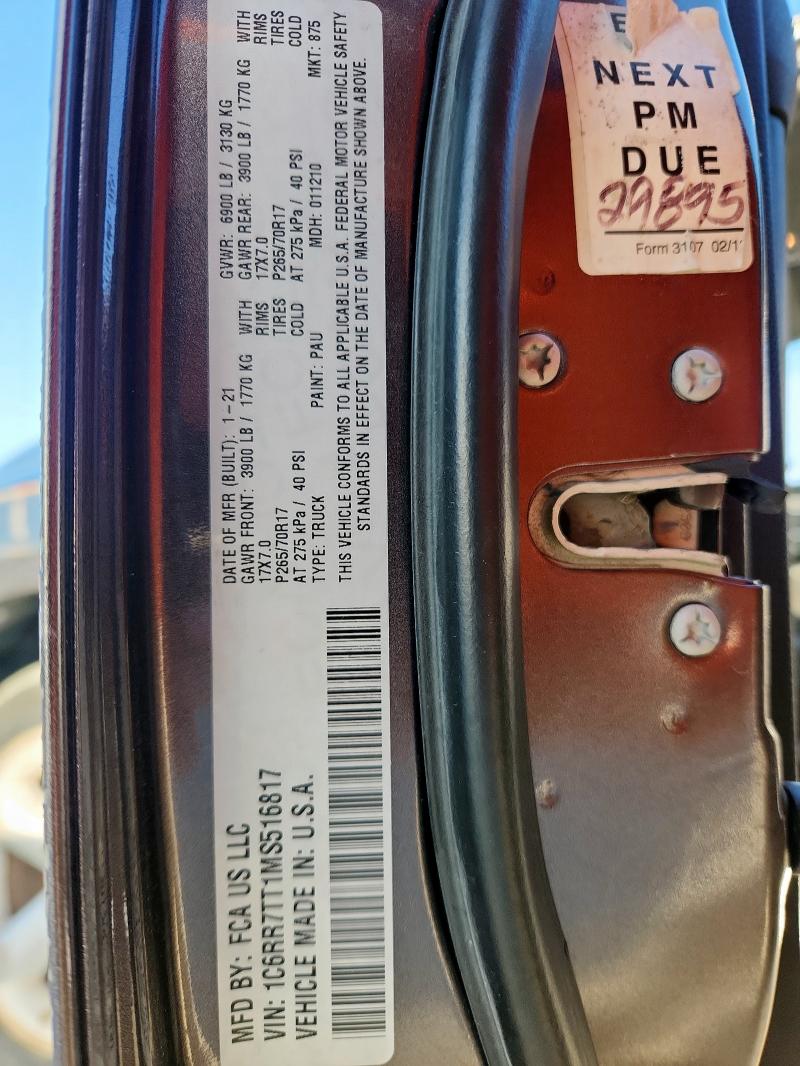 MFD BY: FCA US LLC
VIN: 1C6RR7TT1MS516817
VEHICLE MADE IN: U.S.A.
DATE OF MFR (BUILT): 1-21 GVWR: 6900 LB / 3130 KG
GAWR FRONT: 3900 LB / 1770 KG WITH GAWR REAR: 3900 LB / 1770 KG WITH
17X7.0 RIMS 17X7.0 RIMS
P265/70R17 TIRES P265/70R17 TIRES
AT 275 kPa / 40 PSI COLD AT 275 kPa / 40 PSI COLD
TYPE: TRUCK PAINT: PAU MDH: 011210 MKT: 875
THIS VEHICLE CONFORMS TO ALL APPLICABLE U.S.A. FEDERAL MOTOR VEHICLE SAFETY
STANDARDS IN EFFECT ON THE DATE OF MANUFACTURE SHOWN ABOVE.
NEXT
PM
DUE
29895
Form 3107 02/1